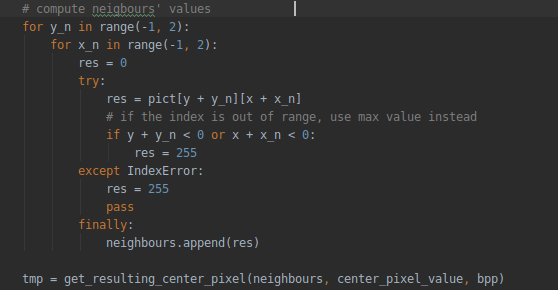 # compute neigbours' values
for y_n in range(-1, 2):
    for x_n in range(-1, 2):
        res = 0
        try:
            res = pict[y + y_n][x + x_n]
            # if the index is out of range, use max value instead
            if y + y_n < 0 or x + x_n < 0:
                res = 255
        except IndexError:
            res = 255
            pass
        finally:
            neighbours.append(res)
tmp = get_resulting_center_pixel(neighbours, center_pixel_value, bpp)